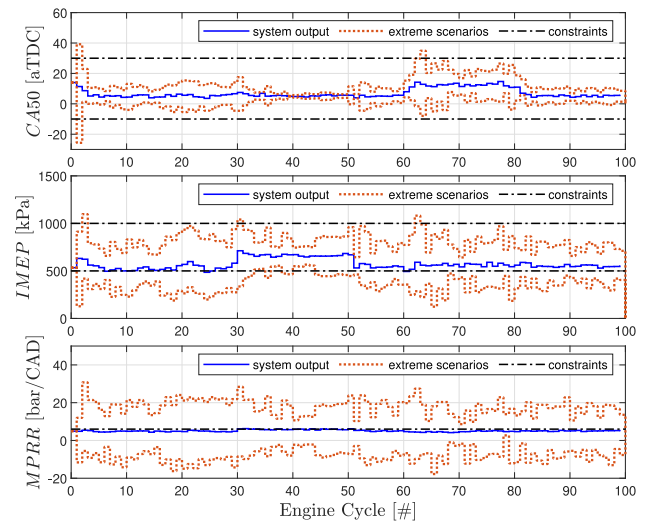 60
40
20
0
-20
CA50 [aTDC]
system output extreme scenarios constraints
0 10 20 30 40 50 60 70 80 90 100
1500
1000
500
0
IMEP [kPa]
system output extreme scenarios constraints
0 10 20 30 40 50 60 70 80 90 100
40
20
0
-20
MPRR [bar/CAD]
system output extreme scenarios constraints
0 10 20 30 40 50 60 70 80 90 100
Engine Cycle [#]